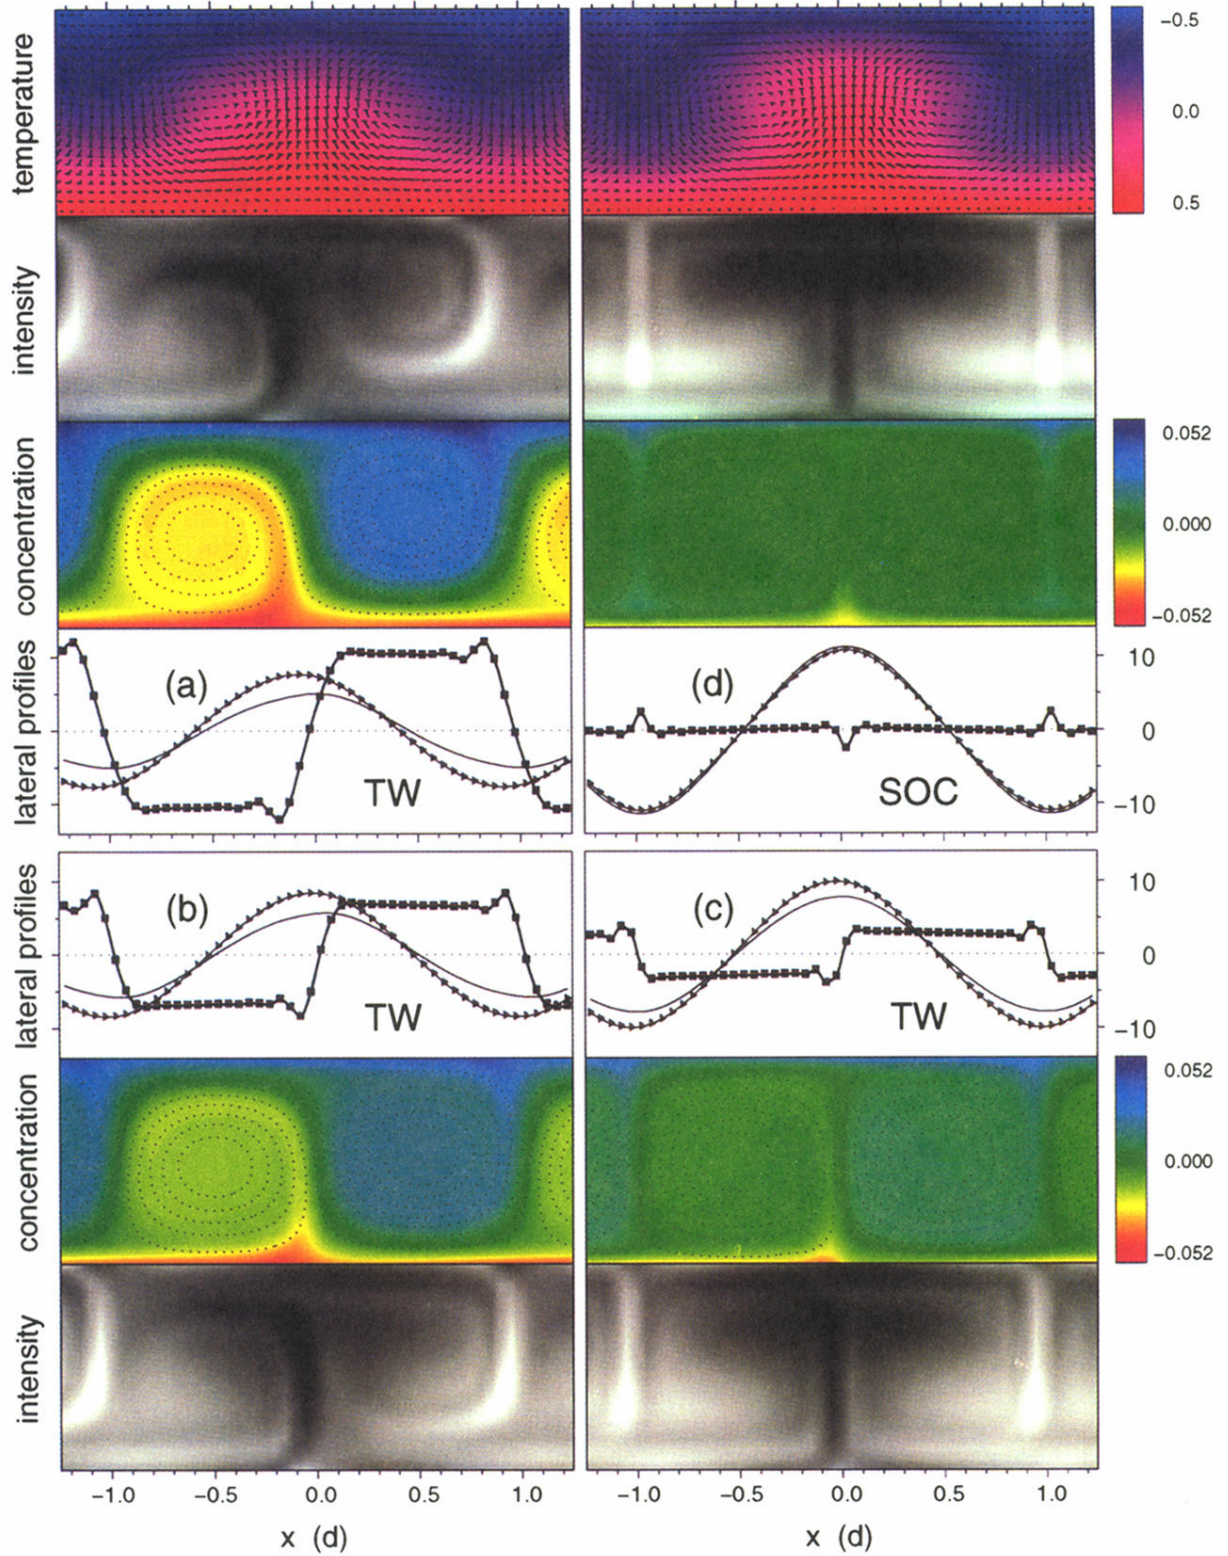 temperature
−0.5
0.0
0.5
intensity
concentration
0.052
0.000
−0.052
lateral profiles
(a)
TW
(d)
SOC
10
0
−10
lateral profiles
(b)
TW
(c)
TW
10
0
−10
concentration
0.052
0.000
−0.052
intensity
−1.0 −0.5 0.0 0.5 1.0
−1.0 −0.5 0.0 0.5 1.0
x (d)
x (d)